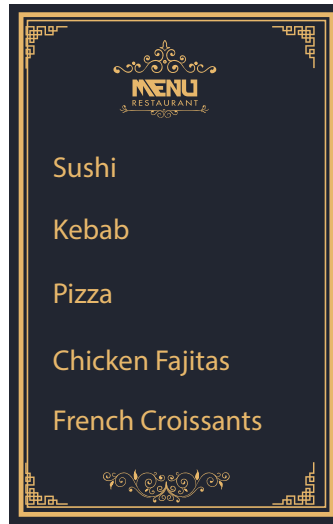 MENU
RESTAURANT
Sushi
Kebab
Pizza
Chicken Fajitas
French Croissants